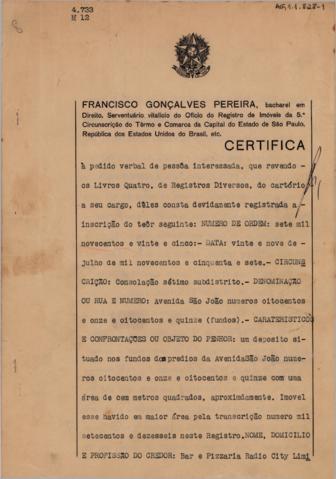 4.733
M 12
AG.1.1.828-1
8
FRANCISCO GONÇALVES PEREIRA, bacharel em
Direito, Serventuário vitalício do Ofício do Registro de Imóveis da 5.ª
Circunscrição do Têrmo e Comarca da Capital do Estado de São Paulo,
República dos Estados Unidos do Brasil, etc.
CERTIFICA
à pedido verbal de pessôa interessada, que revendo -
os Livros Quatro, de Registros Diversos, do cartório
a seu cargo, dêles consta devidamente registrada a-
inscrição do teôr seguinte: NUMERO DE ORDEM: sete mil
novecentos e vinte e cinco:- DATA: vinte e nove de-
julho de mil novecentos e cinquenta e sete.- CIRCUNS
CRIÇÃO: Consolação sétimo subdistrito.- DENOMINAÇÃO
OU RUA E NUMERO: Avenida São João numeros oitocentos
e onze e oitocentos e quinze (fundos).- CARATERISTICOS
E CONFRONTAÇÕES OU OBJETO DO PENHOR: um deposito si-
tuado nos fundos dos predios da Avenida São João nume-
ros oitocentos e onze e oitocentos e quinze com uma
área de cem metros quadrados, aproximadamente. Imovel
esse havido em maior área pela transcrição numero mil
setecentos e dezesseis neste Registro. NOME, DOMICILIO
E PROFISSÃO DO CREDOR: Bar e Pizzaria Radio City Limi